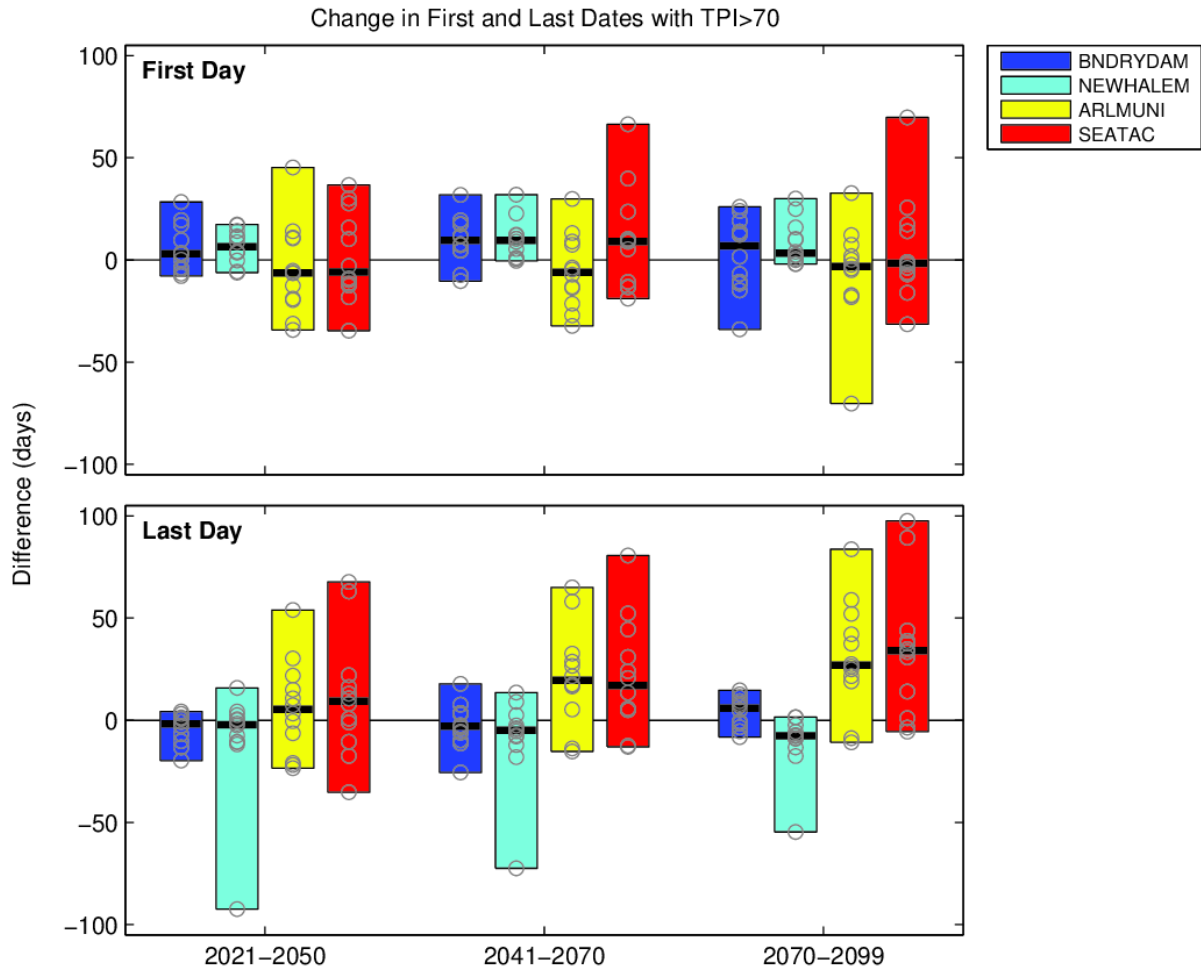 Change in First and Last Dates with TPI>70
First Day
100
50
0
−50
−100
BNDRYDAM
NEWHALEM
ARLMUNI
SEATAC
Difference (days)
Last Day
100
50
0
−50
−100
2021−2050
2041−2070
2070−2099